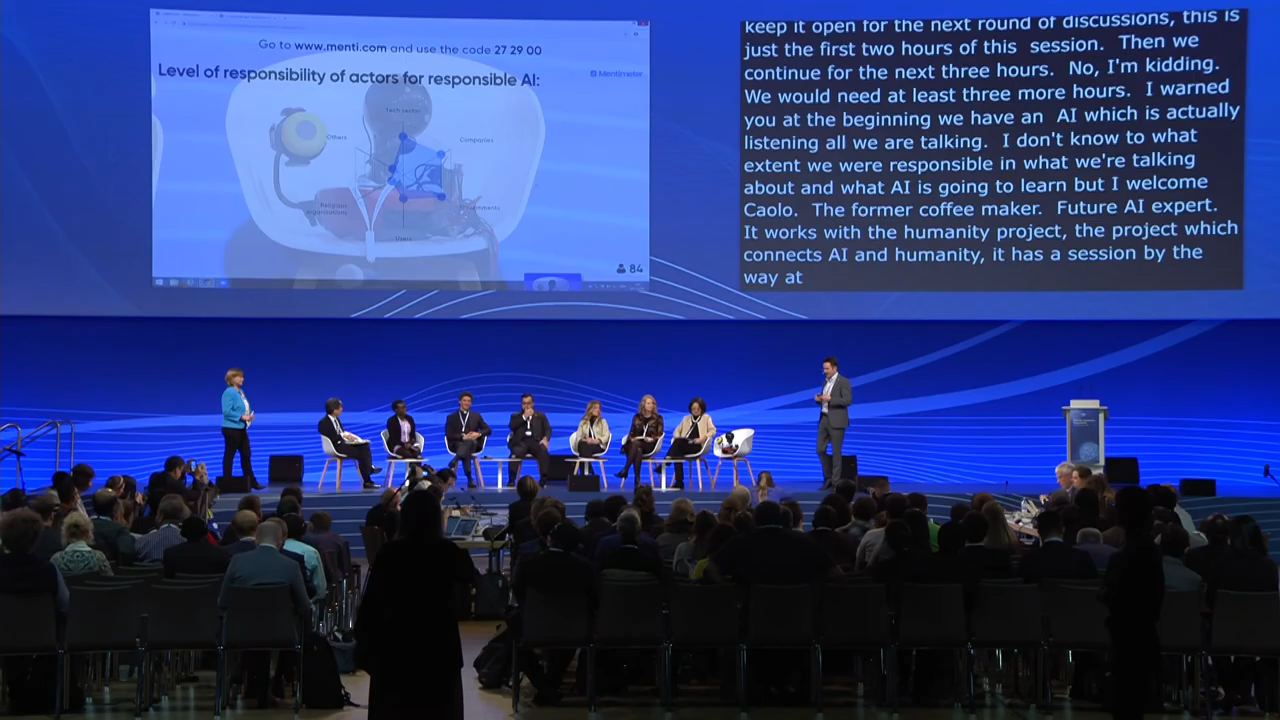 Go to www.menti.com and use the code 27 29 00
Level of responsibility of actors for responsible AI:
Mentimeter
Tech sector
Others
Companies
Religious
organisations
Users
84
keep it open for the next round of discussions, this is
just the first two hours of this session. Then we
continue for the next three hours. No, I'm kidding.
We would need at least three more hours. I warned
you at the beginning we have an AI which is actually
listening all we are talking. I don't know to what
extent we were responsible in what we're talking
about and what AI is going to learn but I welcome
Caolo. The former coffee maker. Future AI expert.
It works with the humanity project, the project which
connects AI and humanity, it has a session by the
way at